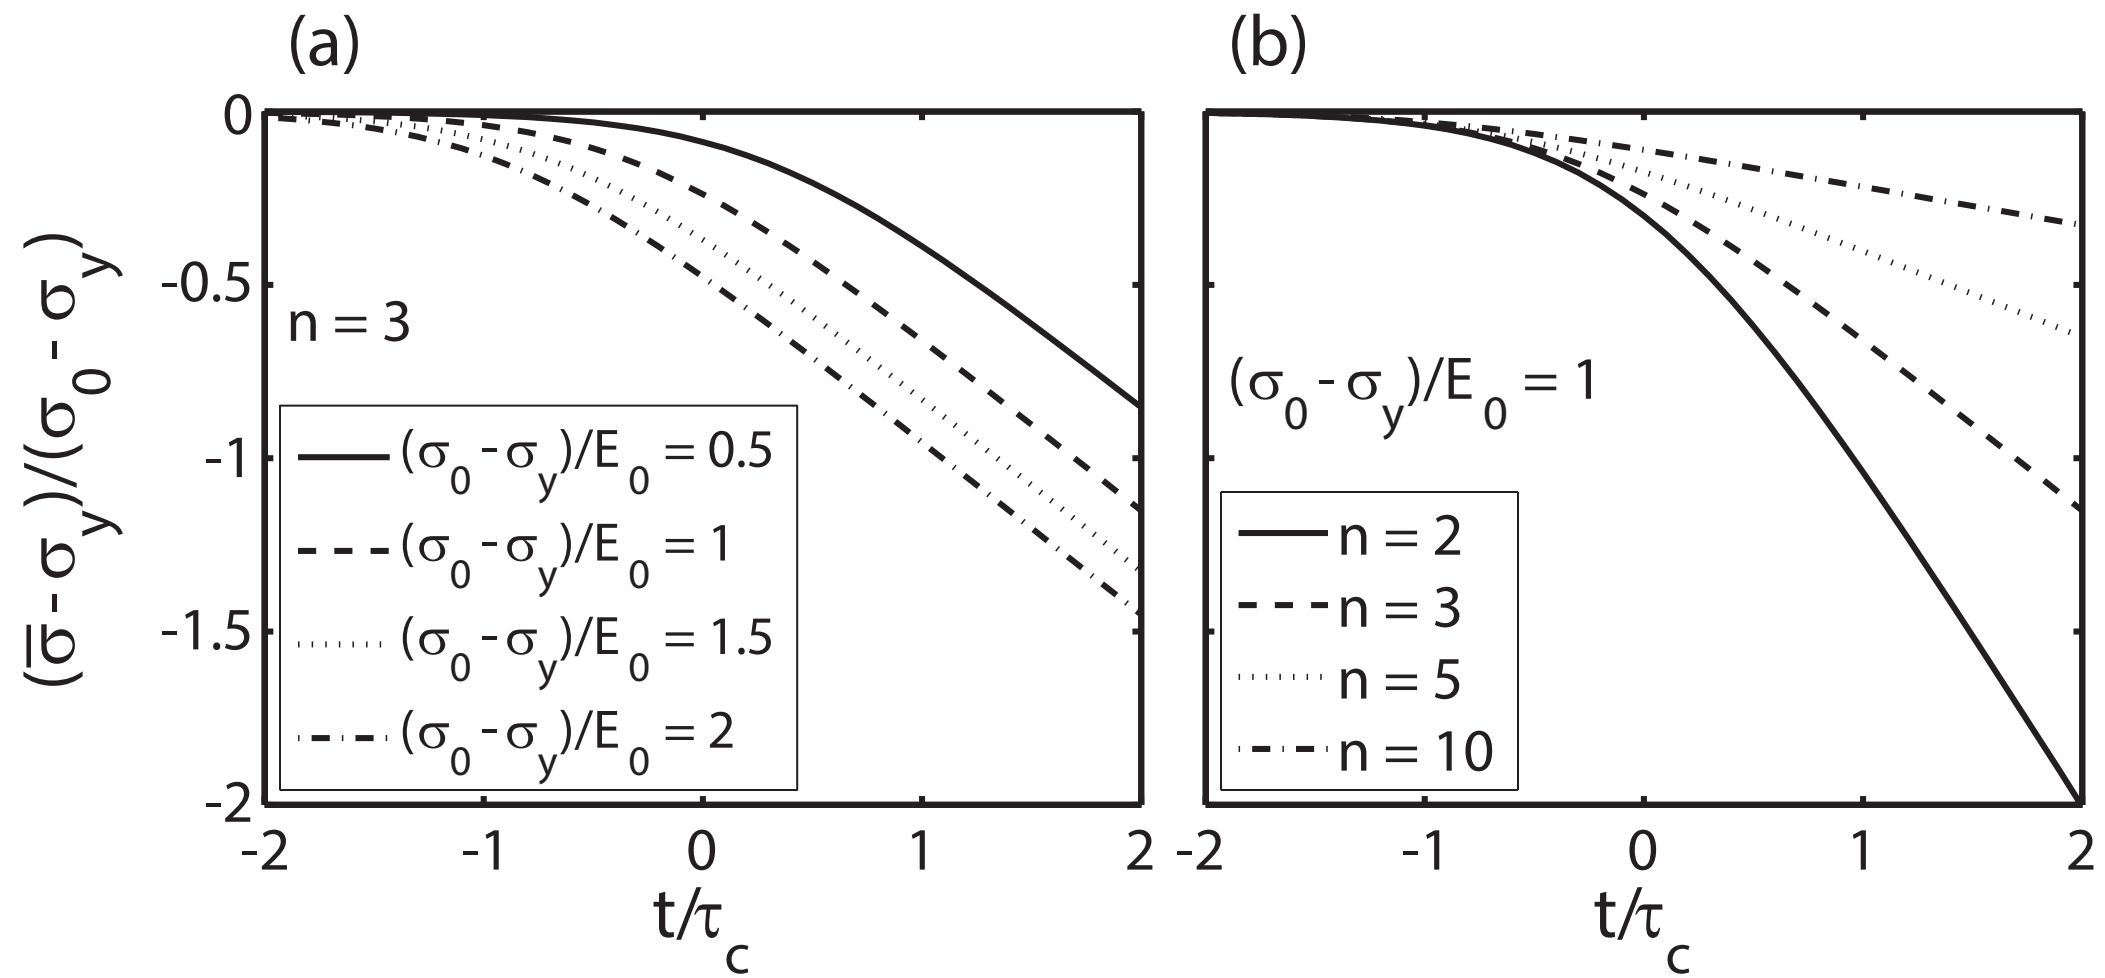 (a)
(b)
(σ̅ - σy)/(σ0 - σy)
0
-0.5
-1
-1.5
-2
n = 3
(σ0 - σy)/E0 = 0.5
(σ0 - σy)/E0 = 1
(σ0 - σy)/E0 = 1.5
(σ0 - σy)/E0 = 2
-2 -1 0 1 2
t/τc
(σ0 - σy)/E0 = 1
n = 2
n = 3
n = 5
n = 10
-2 -1 0 1 2
t/τc